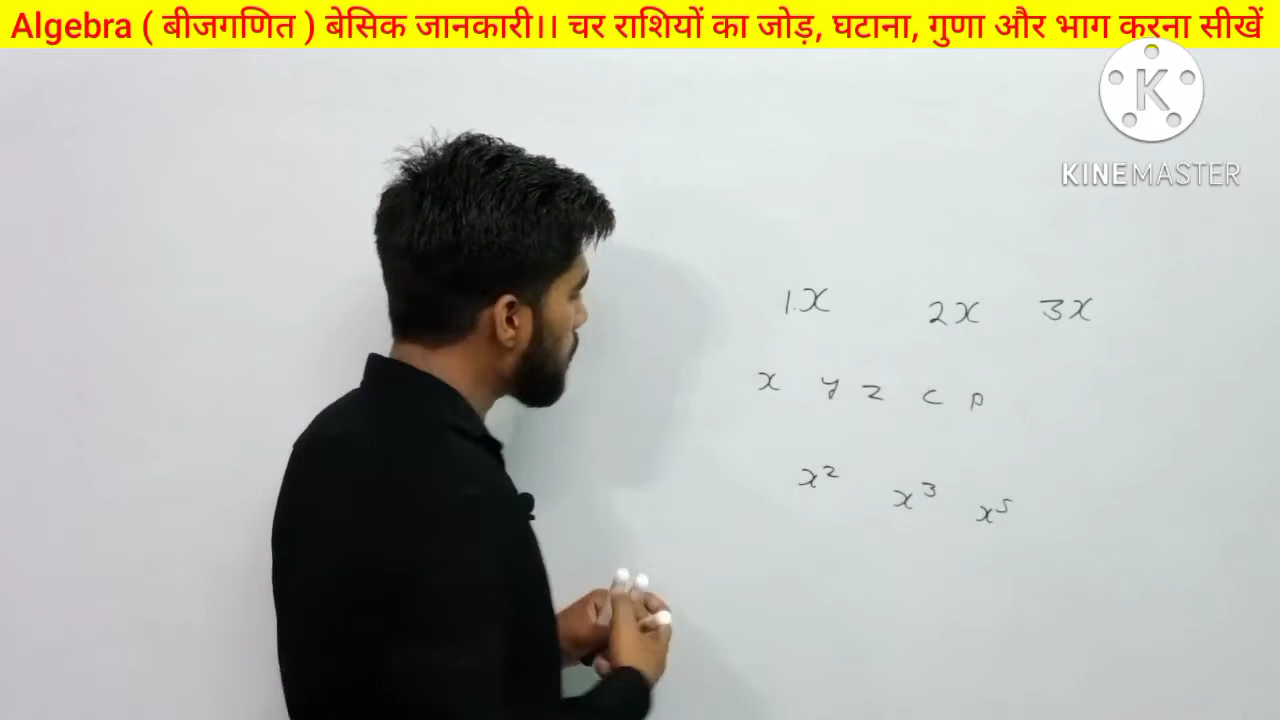 Algebra ( बीजगणित ) बेसिक जानकारी।। चर राशियों का जोड़, घटाना, गुणा और भाग करना सीखें
K
KINEMASTER
1.x 2x 3x
x y z c p
x² x³ x⁵